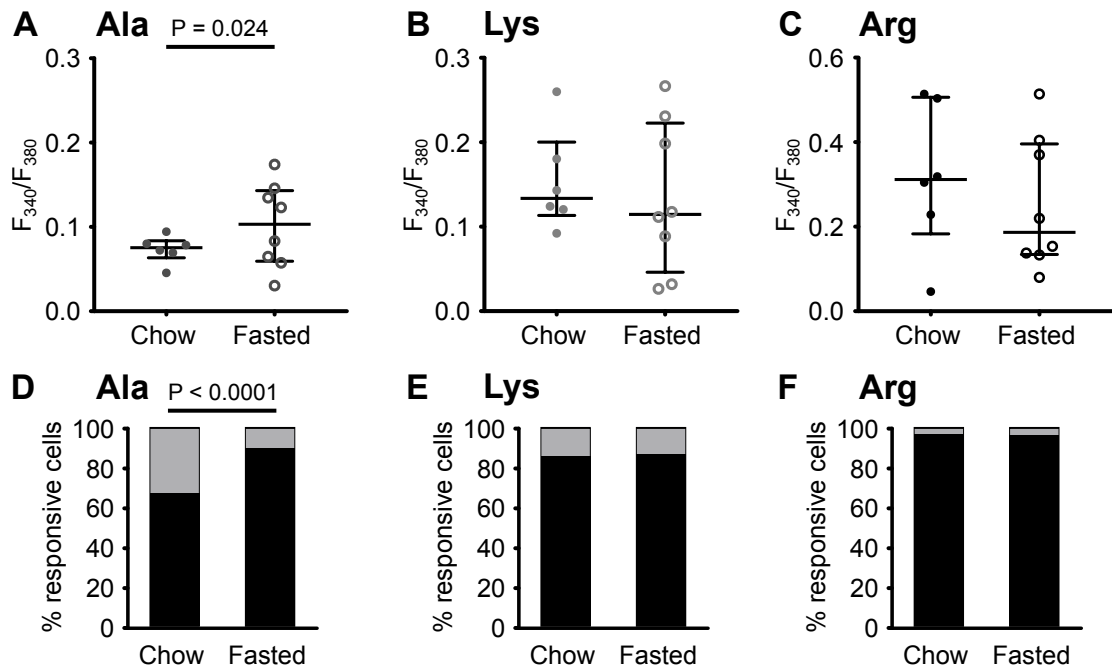 A Ala
P = 0.024
F340/F380
0.3
0.2
0.1
0.0
Chow Fasted
B Lys
F340/F380
0.3
0.2
0.1
0.0
Chow Fasted
C Arg
F340/F380
0.6
0.4
0.2
0.0
Chow Fasted
D Ala
P < 0.0001
% responsive cells
100
80
60
40
20
0
Chow Fasted
E Lys
% responsive cells
100
80
60
40
20
0
Chow Fasted
F Arg
% responsive cells
100
80
60
40
20
0
Chow Fasted